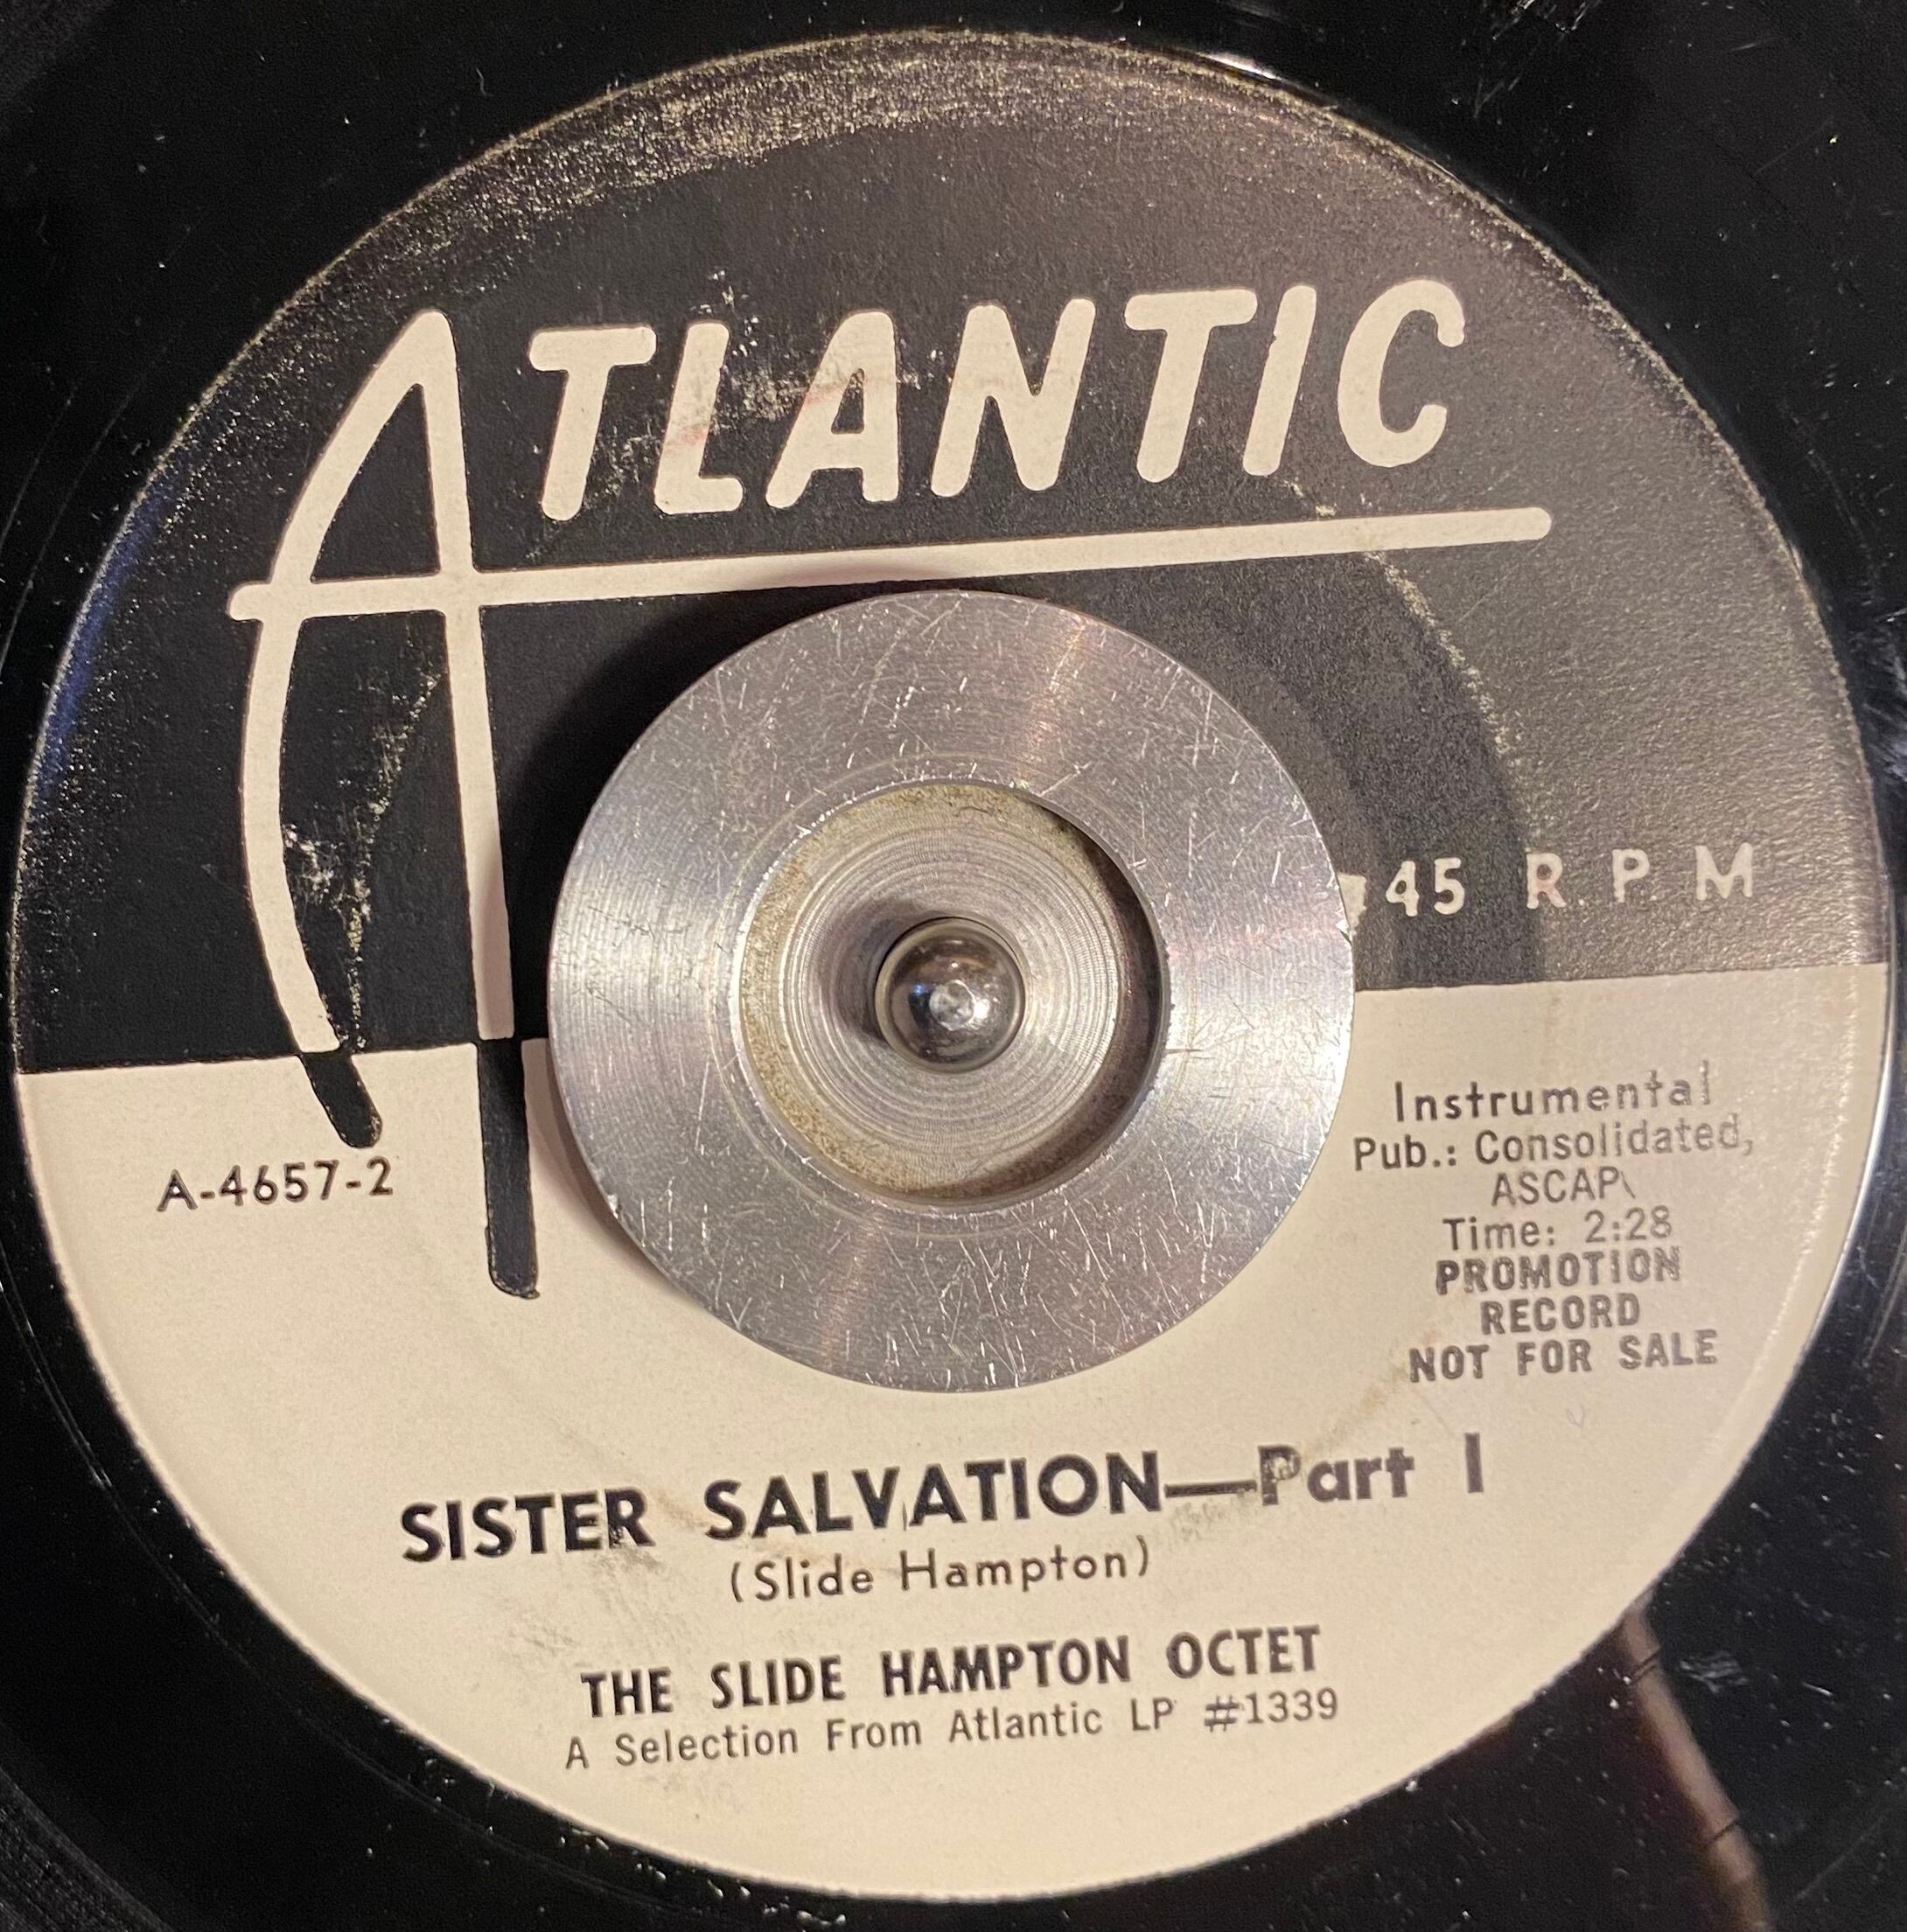 ATLANTIC
45 R.P.M
A-4657-2
Instrumental
Pub.: Consolidated,
ASCAP
Time: 2:28
PROMOTION
RECORD
NOT FOR SALE
SISTER SALVATION—Part I
(Slide Hampton)
THE SLIDE HAMPTON OCTET
A Selection From Atlantic LP #1339